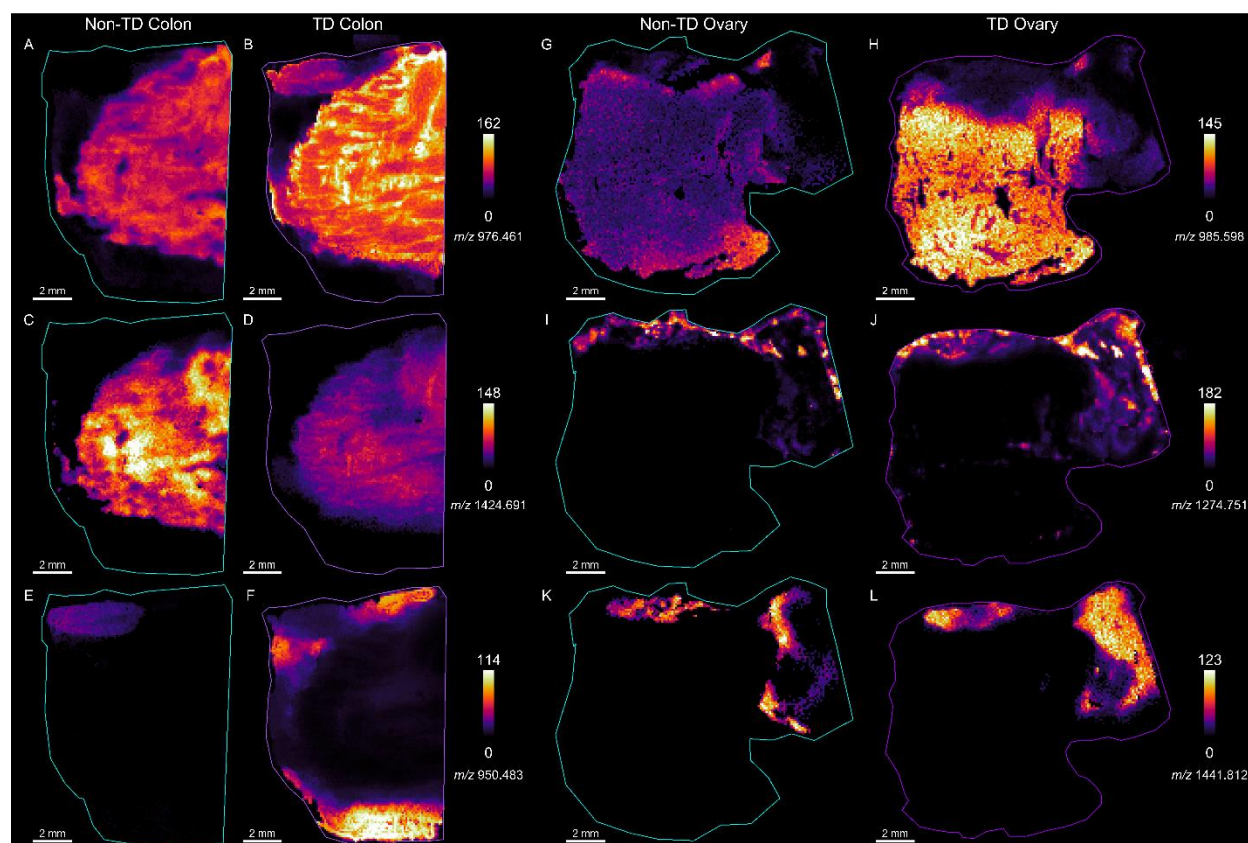 Non-TD Colon
TD Colon
Non-TD Ovary
TD Ovary
A
B
G
H
162
0
m/z 976.461
145
0
m/z 985.598
2 mm
2 mm
2 mm
2 mm
C
D
I
J
148
0
m/z 1424.691
182
0
m/z 1274.751
2 mm
2 mm
2 mm
2 mm
E
F
K
L
114
0
m/z 950.483
123
0
m/z 1441.812
2 mm
2 mm
2 mm
2 mm